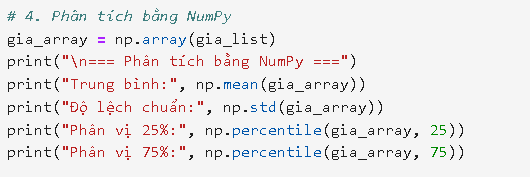 # 4. Phân tích bằng NumPy
gia_array = np.array(gia_list)
print("\n=== Phân tích bằng NumPy ===")
print("Trung bình:", np.mean(gia_array))
print("Độ lệch chuẩn:", np.std(gia_array))
print("Phân vị 25%:", np.percentile(gia_array, 25))
print("Phân vị 75%:", np.percentile(gia_array, 75))